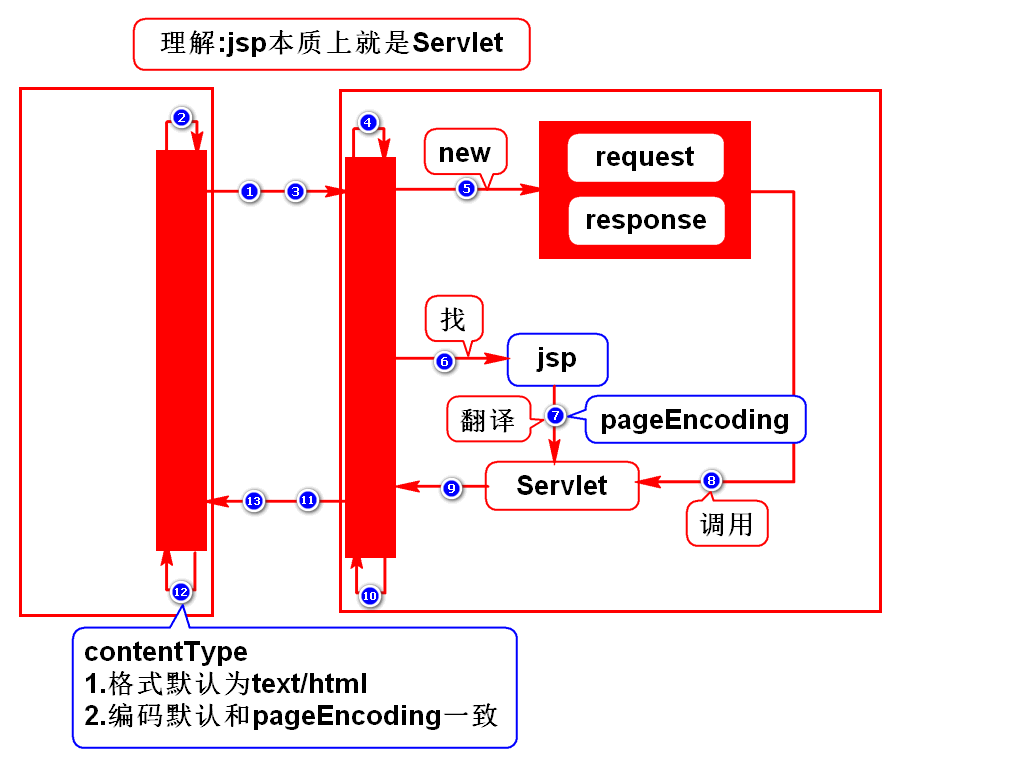 理解:jsp本质上就是Servlet
2
4
1
3
new
5
request
response
找
6
jsp
翻译
7
pageEncoding
Servlet
8
9
调用
13
11
12
10
contentType
1.格式默认为text/html
2.编码默认和pageEncoding一致